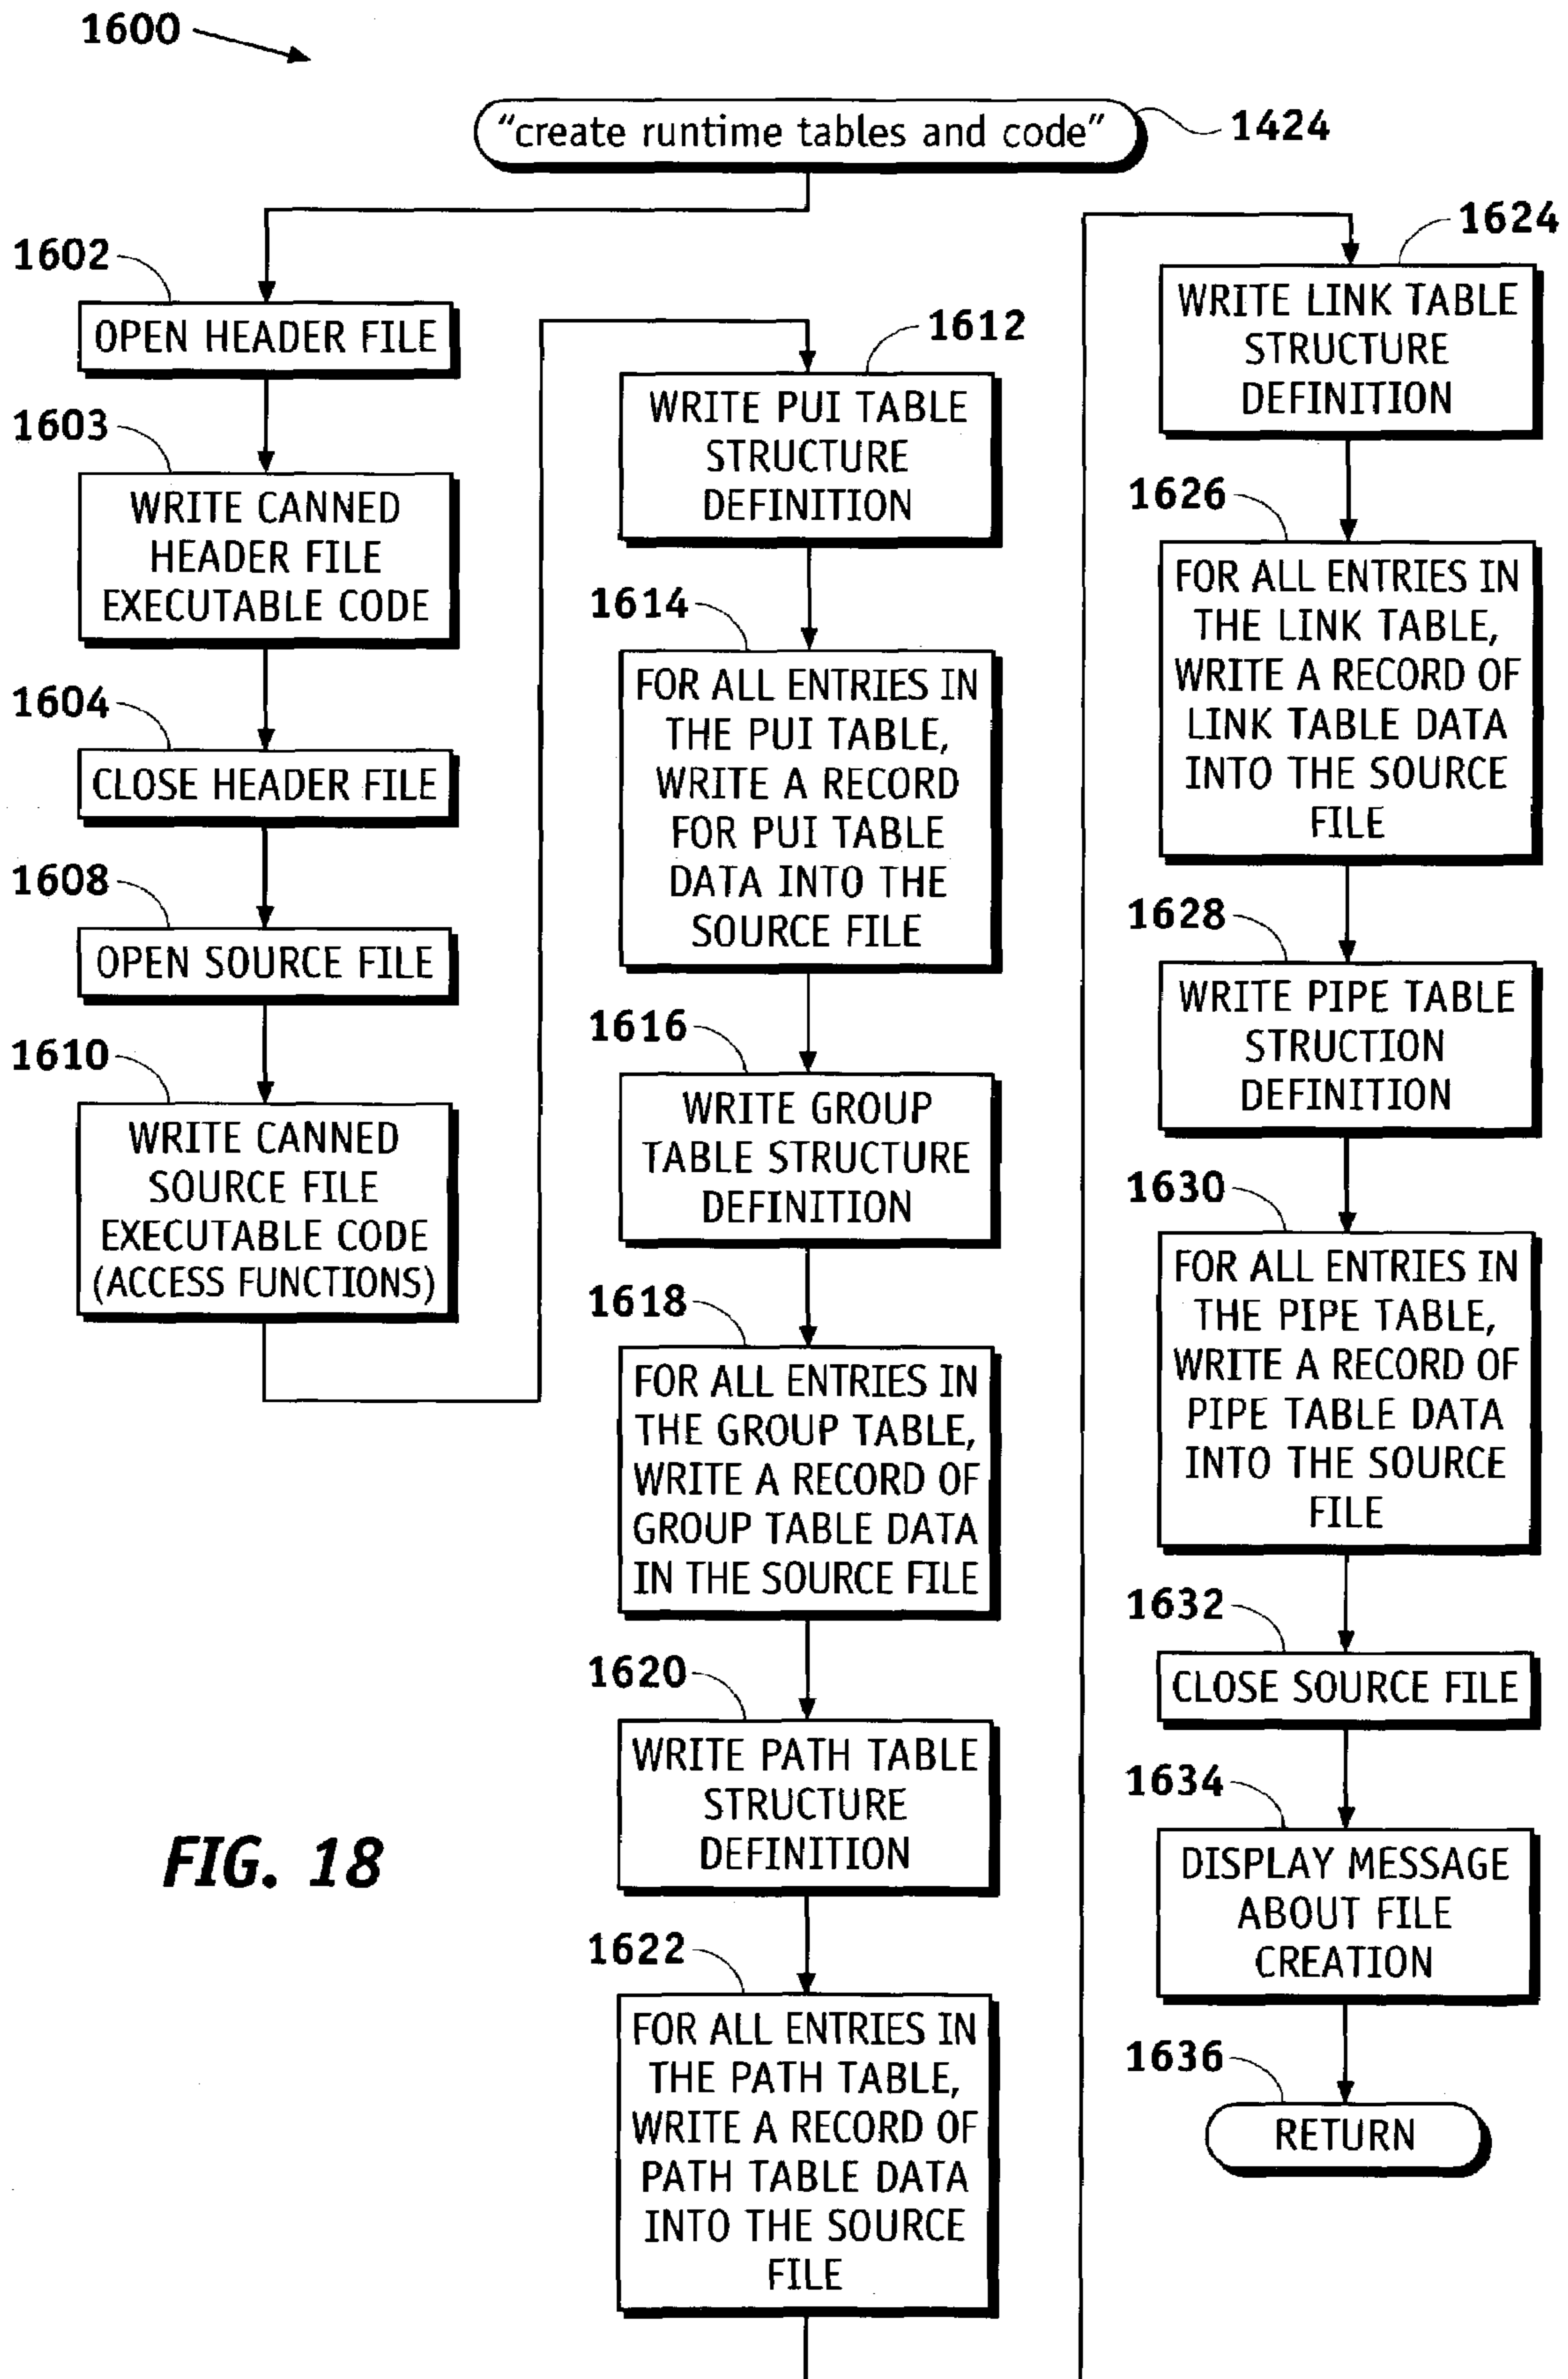 1600
"create runtime tables and code"
1424
1602
OPEN HEADER FILE
1603
WRITE CANNED
HEADER FILE
EXECUTABLE CODE
1604
CLOSE HEADER FILE
1608
OPEN SOURCE FILE
1610
WRITE CANNED
SOURCE FILE
EXECUTABLE CODE
(ACCESS FUNCTIONS)
1612
WRITE PUI TABLE
STRUCTURE
DEFINITION
1614
FOR ALL ENTRIES IN
THE PUI TABLE,
WRITE A RECORD
FOR PUI TABLE
DATA INTO THE
SOURCE FILE
1616
WRITE GROUP
TABLE STRUCTURE
DEFINITION
1618
FOR ALL ENTRIES IN
THE GROUP TABLE,
WRITE A RECORD OF
GROUP TABLE DATA
IN THE SOURCE FILE
1620
WRITE PATH TABLE
STRUCTURE
DEFINITION
1622
FOR ALL ENTRIES IN
THE PATH TABLE,
WRITE A RECORD OF
PATH TABLE DATA
INTO THE SOURCE
FILE
1624
WRITE LINK TABLE
STRUCTURE
DEFINITION
1626
FOR ALL ENTRIES IN
THE LINK TABLE,
WRITE A RECORD OF
LINK TABLE DATA
INTO THE SOURCE
FILE
1628
WRITE PIPE TABLE
STRUCTION
DEFINITION
1630
FOR ALL ENTRIES IN
THE PIPE TABLE,
WRITE A RECORD OF
PIPE TABLE DATA
INTO THE SOURCE
FILE
1632
CLOSE SOURCE FILE
1634
DISPLAY MESSAGE
ABOUT FILE
CREATION
1636
RETURN
FIG. 18